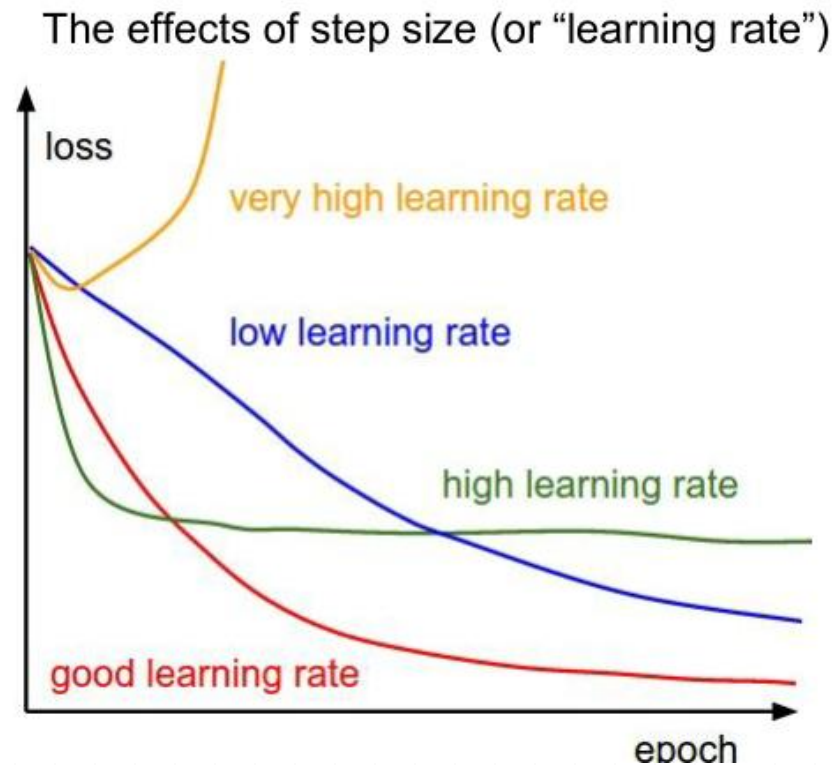 The effects of step size (or “learning rate”)
loss
very high learning rate
low learning rate
high learning rate
good learning rate
epoch